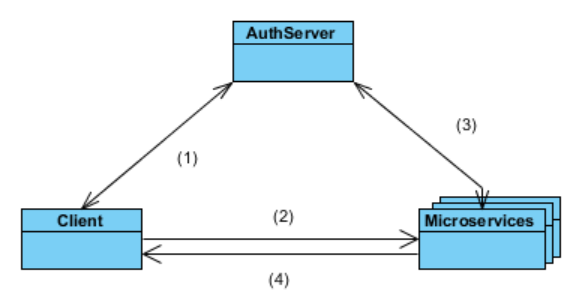 AuthServer
(3)
(1)
Client
(2)
Microservices
(4)